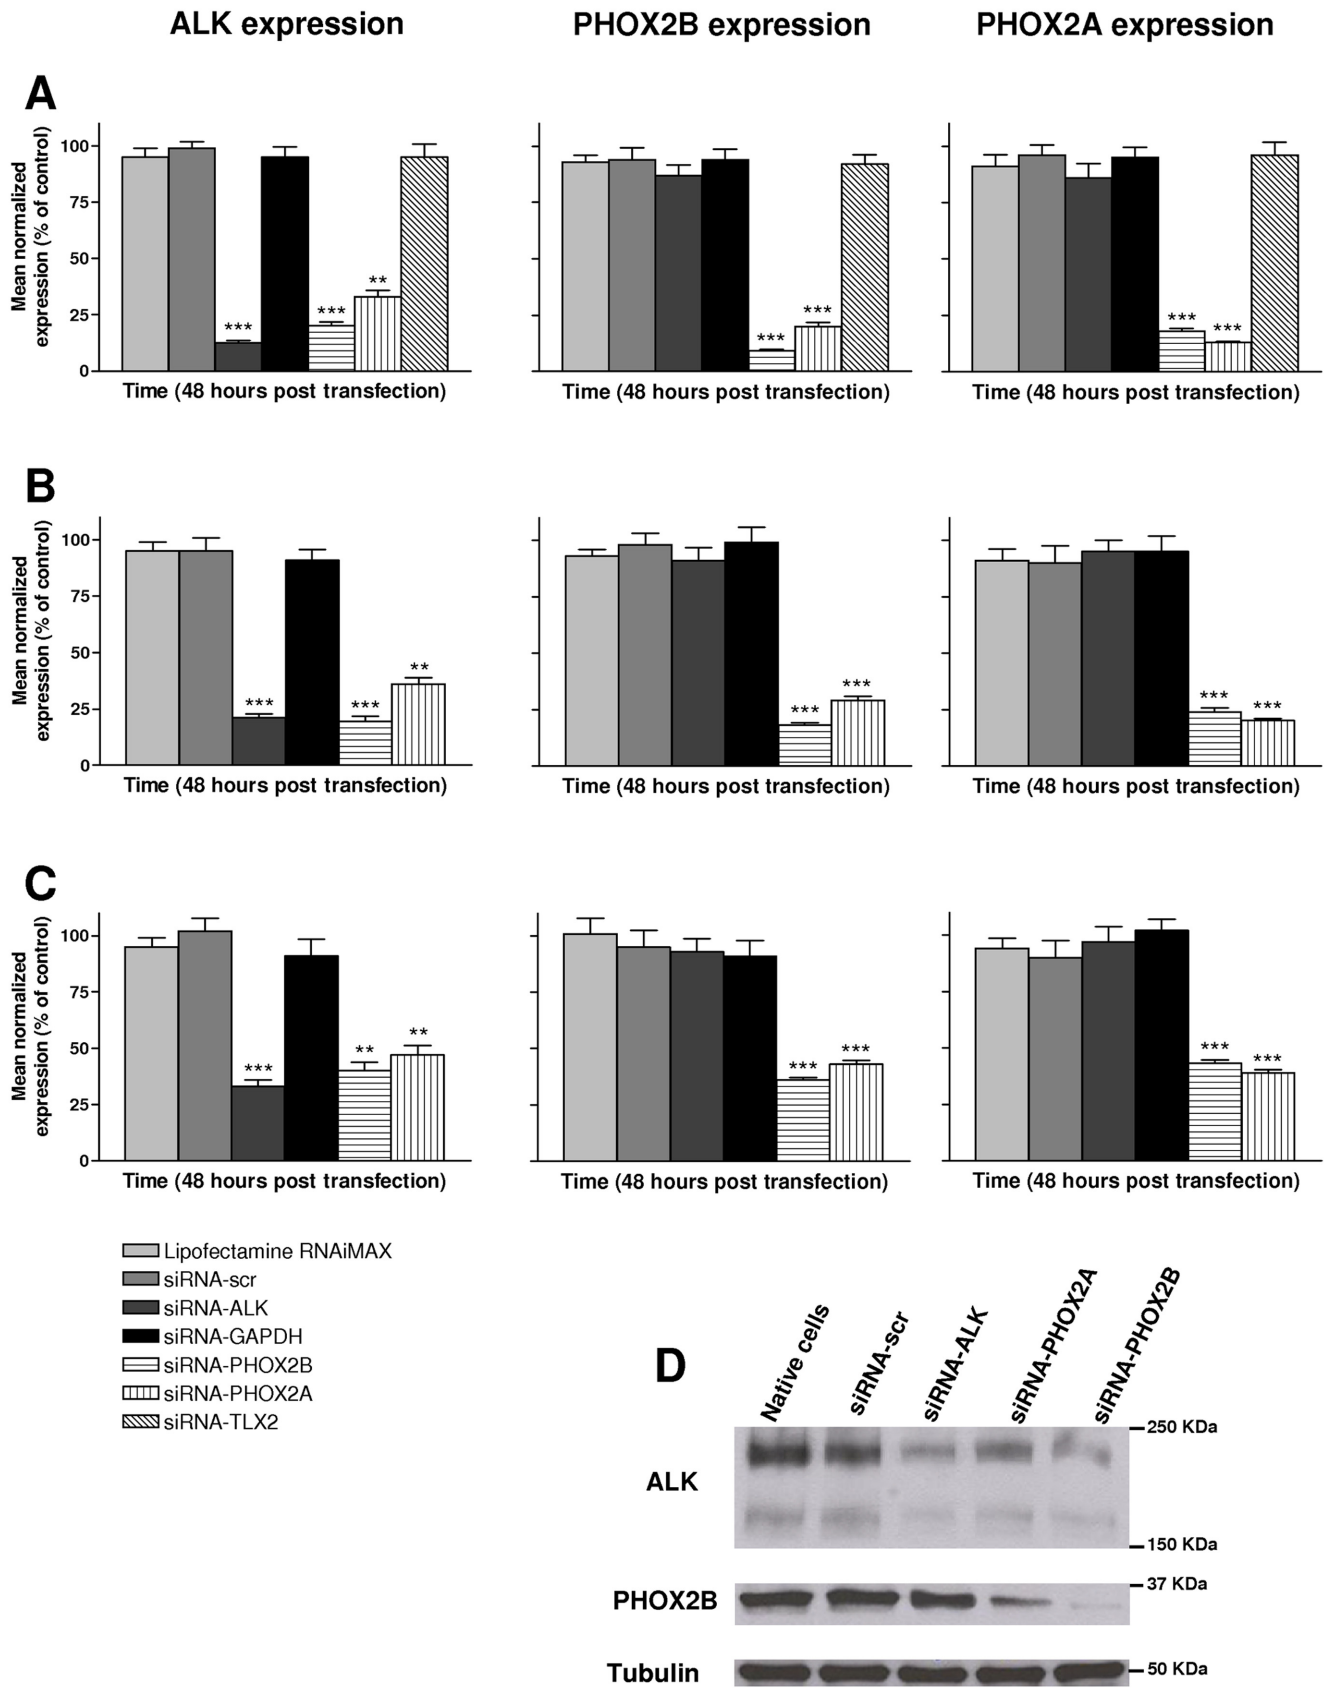 ALK expression PHOX2B expression PHOX2A expression
A
Mean normalized
expression (% of control)
100
75
50
25
0
*** *** **
*** ***
*** ***
Time (48 hours post transfection) Time (48 hours post transfection) Time (48 hours post transfection)
B
Mean normalized
expression (% of control)
100
75
50
25
0
*** *** **
*** ***
*** ***
Time (48 hours post transfection) Time (48 hours post transfection) Time (48 hours post transfection)
C
Mean normalized
expression (% of control)
100
75
50
25
0
*** ** **
*** ***
*** ***
Time (48 hours post transfection) Time (48 hours post transfection) Time (48 hours post transfection)
Lipofectamine RNAiMAX
siRNA-scr
siRNA-ALK
siRNA-GAPDH
siRNA-PHOX2B
siRNA-PHOX2A
siRNA-TLX2
D
Native cells
siRNA-scr
siRNA-ALK
siRNA-PHOX2A
siRNA-PHOX2B
250 KDa
ALK
150 KDa
37 KDa
PHOX2B
Tubulin
50 KDa